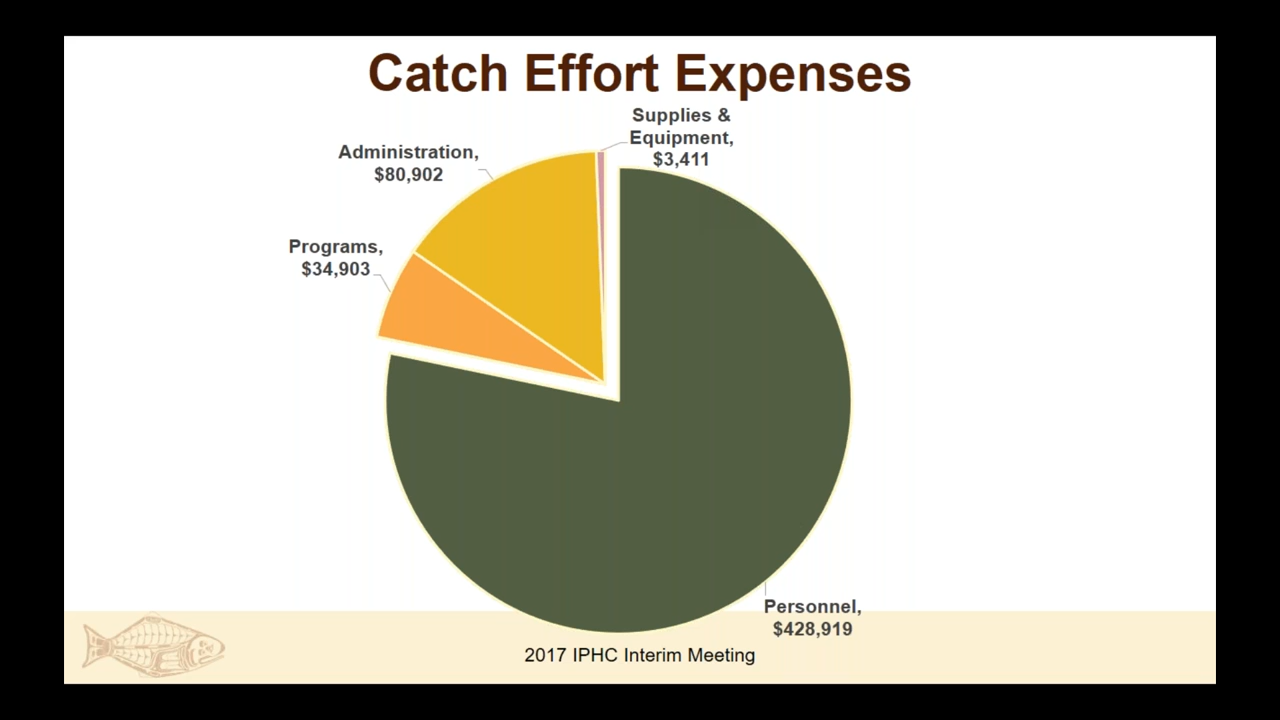 Catch Effort Expenses
Supplies &
Equipment,
$3,411
Administration,
$80,902
Programs,
$34,903
Personnel,
$428,919
2017 IPHC Interim Meeting